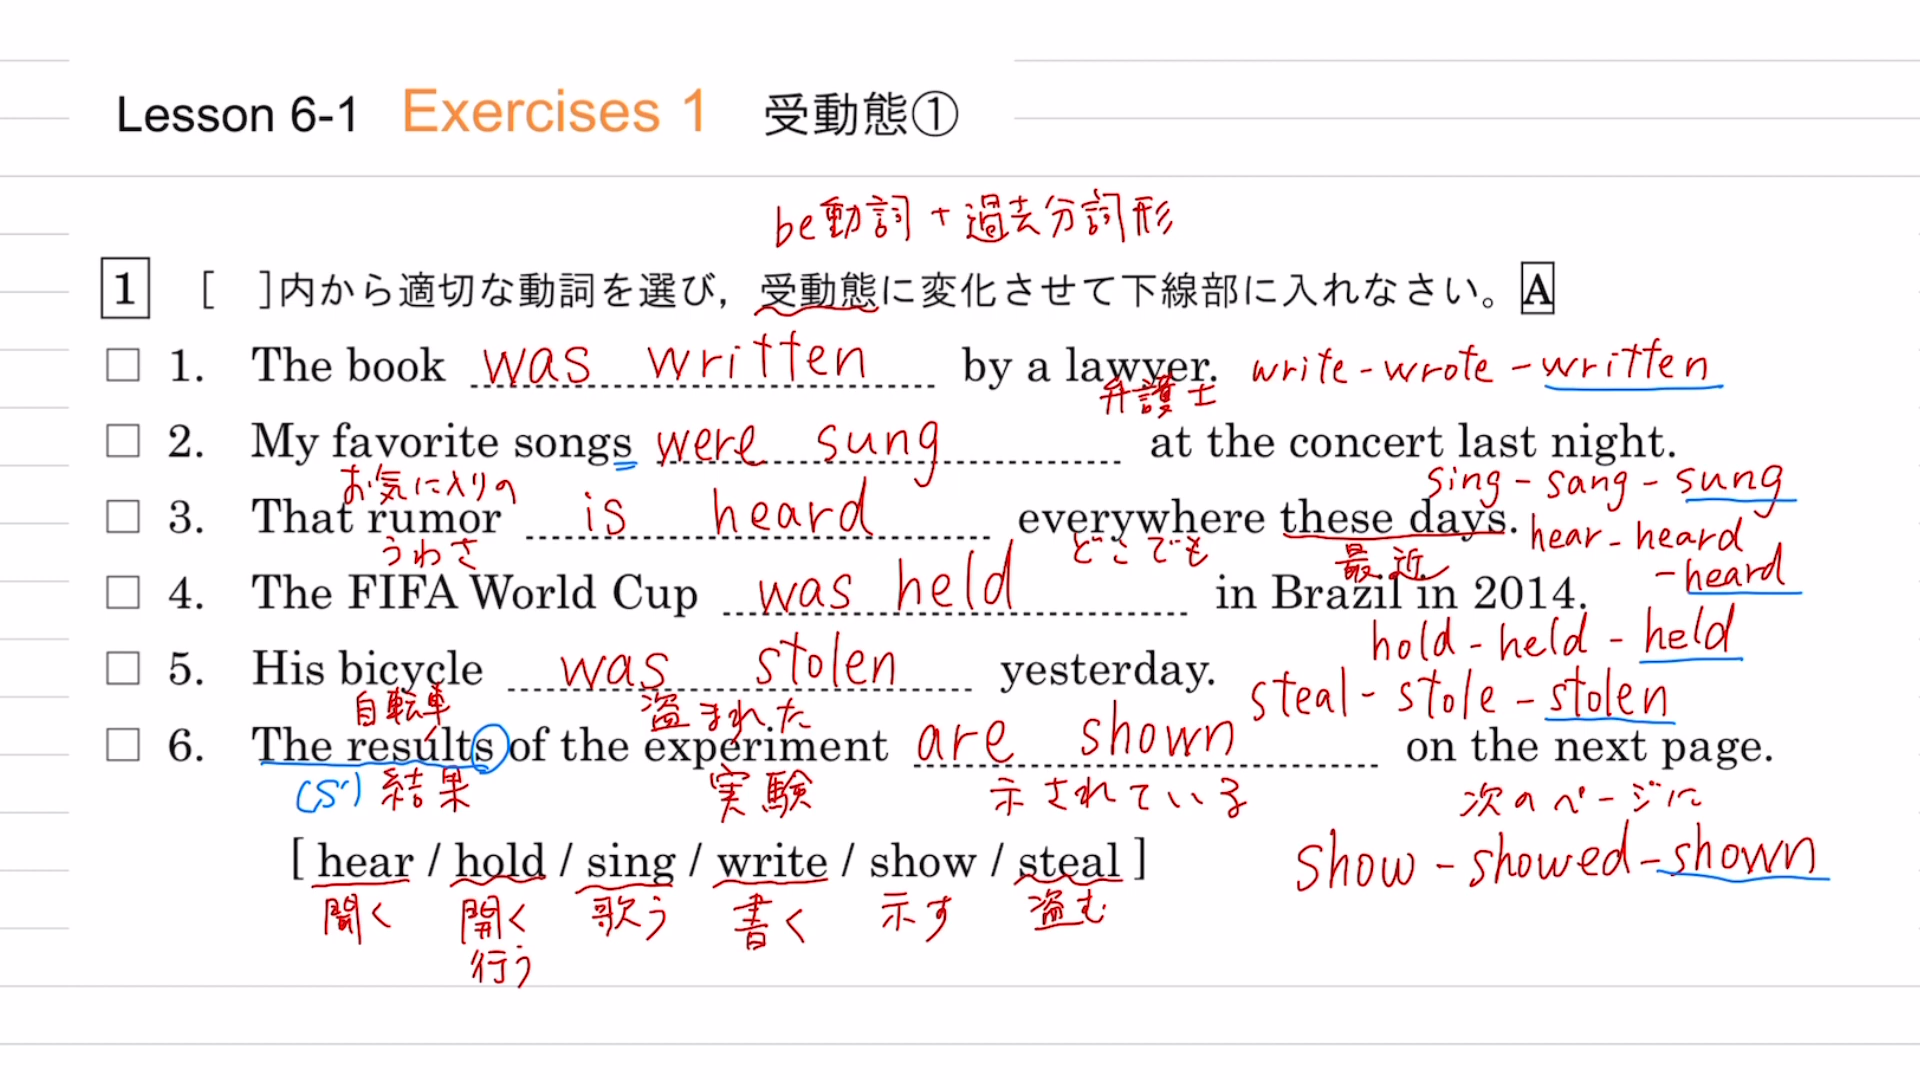 Lesson 6-1 Exercises 1 受動態①
be動詞 + 過去分詞形
1 [ ]内から適切な動詞を選び，受動態に変化させて下線部に入れなさい。A
□ 1. The book was written by a lawyer. write - wrote - written
弁護士
□ 2. My favorite songs were sung at the concert last night.
お気に入りの
sing - sang - sung
□ 3. That rumor is heard everywhere these days. hear - heard
うわさ どこでも 最近 - heard
□ 4. The FIFA World Cup was held in Brazil in 2014.
hold - held - held
□ 5. His bicycle was stolen yesterday. steal - stole - stolen
自転車 盗まれた
□ 6. The results of the experiment are shown on the next page.
(S') 結果 実験 示されている 次のページに
[ hear / hold / sing / write / show / steal ] show - showed - shown
聞く 開く 歌う 書く 示す 盗む
行う